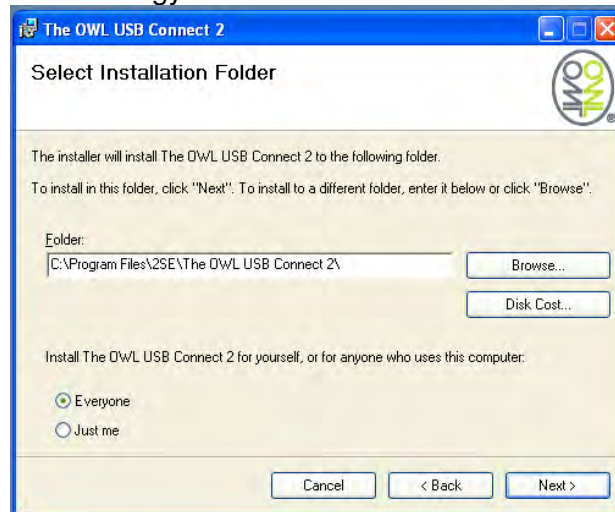 The OWL USB Connect 2
Select Installation Folder
OWL
OWL
®
The installer will install The OWL USB Connect 2 to the following folder.
To install in this folder, click "Next". To install to a different folder, enter it below or click "Browse".
Folder:
C:\Program Files\2SE\The OWL USB Connect 2\
Browse...
Disk Cost...
Install The OWL USB Connect 2 for yourself, or for anyone who uses this computer:
Everyone
Just me
Cancel
< Back
Next >